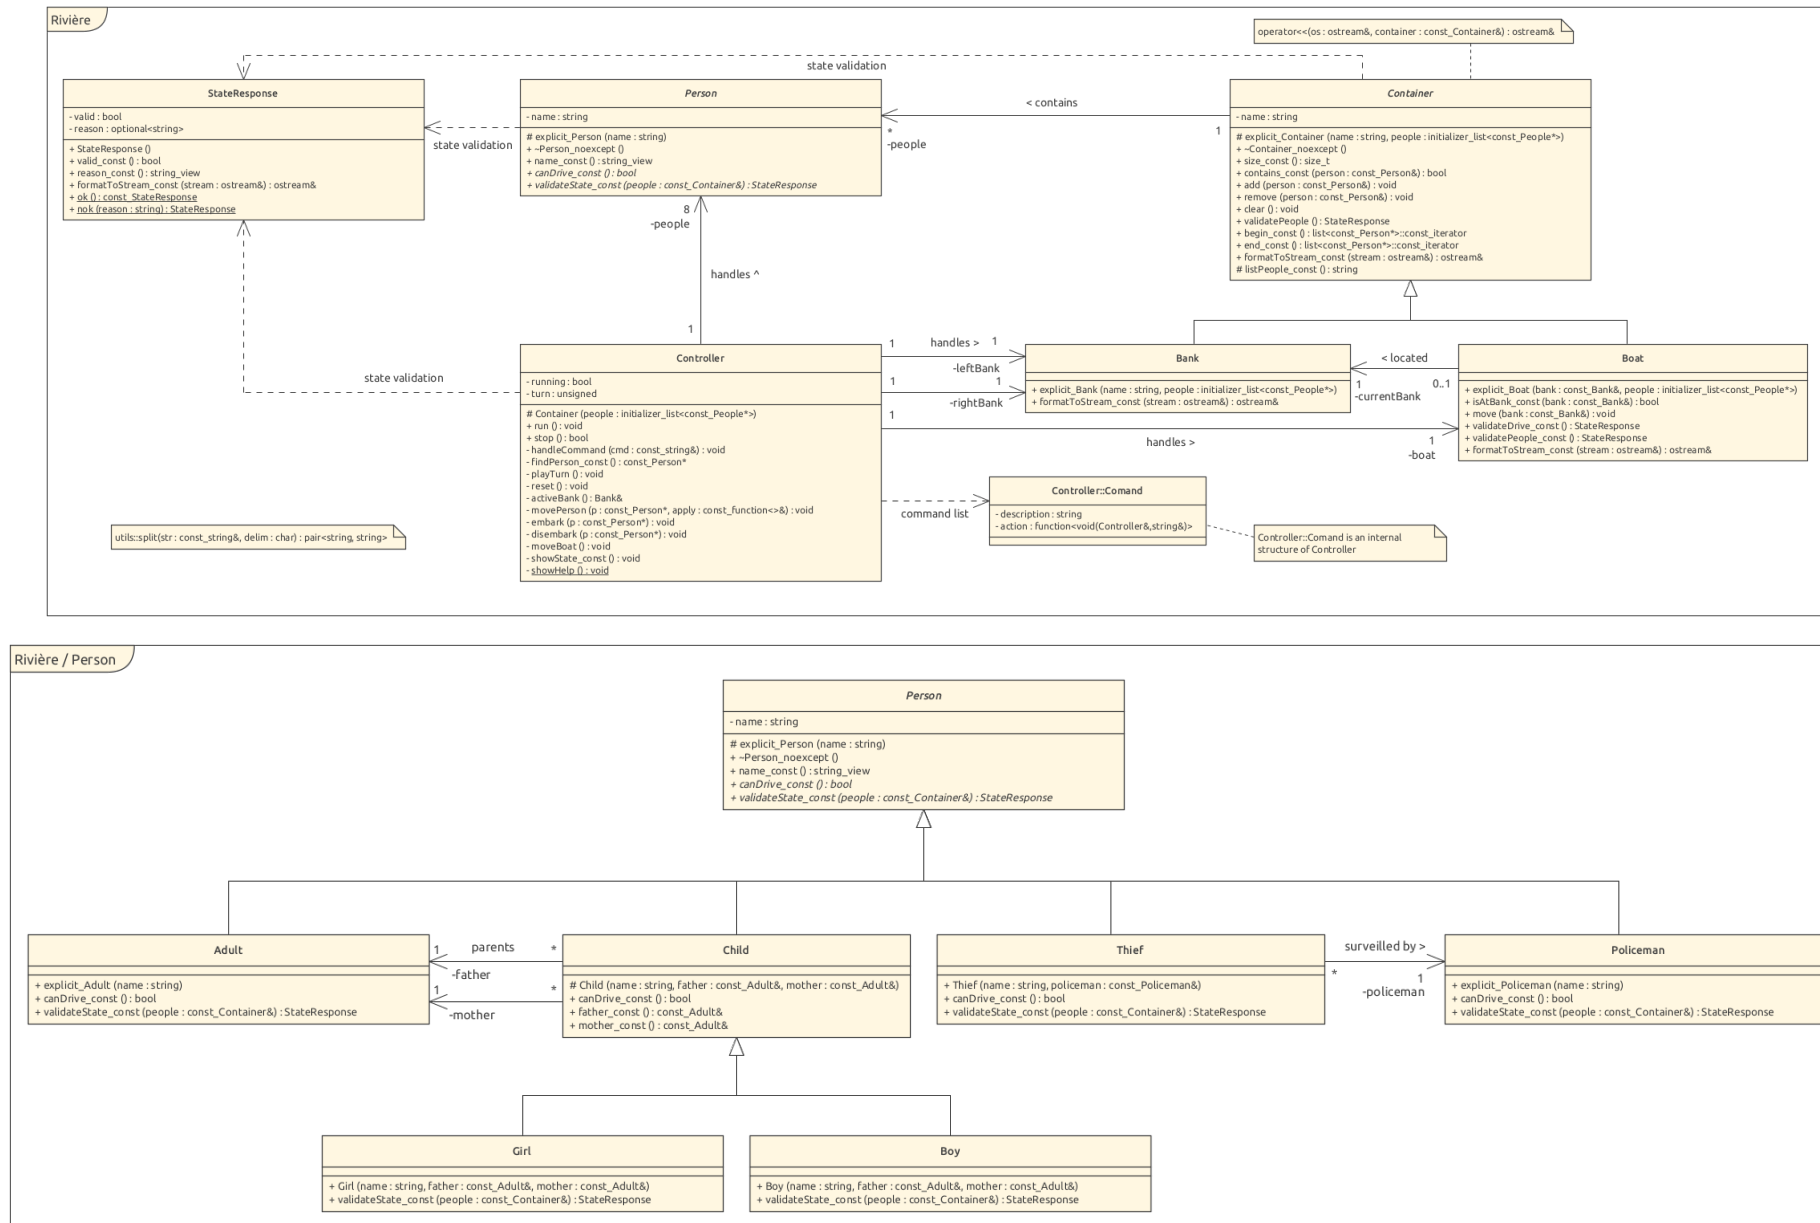 Rivière
operator<<(os : ostream&, container : const_Container&) : ostream&
state validation
StateResponse
- valid : bool
- reason : optional<string>
+ StateResponse ()
+ valid_const () : bool
+ reason_const () : string_view
+ formatToStream_const (stream : ostream&) : ostream&
+ ok () : const_StateResponse
+ nok (reason : string) : StateResponse
state validation
Person
- name : string
# explicit_Person (name : string)
+ ~Person_noexcept ()
+ name_const () : string_view
+ canDrive_const () : bool
+ validateState_const (people : const_Container&) : StateResponse
< contains
*
-people
1
Container
- name : string
# explicit_Container (name : string, people : initializer_list<const_People*>)
+ ~Container_noexcept ()
+ size_const () : size_t
+ contains_const (person : const_Person&) : bool
+ add (person : const_Person&) : void
+ remove (person : const_Person&) : void
+ clear () : void
+ validatePeople () : StateResponse
+ begin_const () : list<const_Person*>::const_iterator
+ end_const () : list<const_Person*>::const_iterator
+ formatToStream_const (stream : ostream&) : ostream&
# listPeople_const () : string
8
-people
handles ^
1
state validation
Controller
- running : bool
- turn : unsigned
# Container (people : initializer_list<const_People*>)
+ run () : void
+ stop () : bool
- handleCommand (cmd : const_string&) : void
- findPerson_const () : const_Person*
- playTurn () : void
- reset () : void
- activeBank () : Bank&
- movePerson (p : const_Person*, apply : const_function<>&) : void
- embark (p : const_Person*) : void
- disembark (p : const_Person*) : void
- moveBoat () : void
- showState_const () : void
- showHelp () : void
1
handles >
1
-leftBank
1
1
-rightBank
1
handles >
1
-boat
Bank
+ explicit_Bank (name : string, people : initializer_list<const_People*>)
+ formatToStream_const (stream : ostream&) : ostream&
< located
1
0..1
-currentBank
Boat
+ explicit_Boat (bank : const_Bank&, people : initializer_list<const_People*>)
+ isAtBank_const (bank : const_Bank&) : bool
+ move (bank : const_Bank&) : void
+ validateDrive_const () : StateResponse
+ validatePeople_const () : StateResponse
+ formatToStream_const (stream : ostream&) : ostream&
command list
Controller::Comand
- description : string
- action : function<void(Controller&,string&)>
Controller::Comand is an internal
structure of Controller
utils::split(str : const_string&, delim : char) : pair<string, string>
Rivière / Person
Person
- name : string
# explicit_Person (name : string)
+ ~Person_noexcept ()
+ name_const () : string_view
+ canDrive_const () : bool
+ validateState_const (people : const_Container&) : StateResponse
Adult
+ explicit_Adult (name : string)
+ canDrive_const () : bool
+ validateState_const (people : const_Container&) : StateResponse
1
parents
*
-father
1
*
-mother
Child
# Child (name : string, father : const_Adult&, mother : const_Adult&)
+ canDrive_const () : bool
+ father_const () : const_Adult&
+ mother_const () : const_Adult&
Thief
+ Thief (name : string, policeman : const_Policeman&)
+ canDrive_const () : bool
+ validateState_const (people : const_Container&) : StateResponse
surveilled by >
*
1
-policeman
Policeman
+ explicit_Policeman (name : string)
+ canDrive_const () : bool
+ validateState_const (people : const_Container&) : StateResponse
Girl
+ Girl (name : string, father : const_Adult&, mother : const_Adult&)
+ validateState_const (people : const_Container&) : StateResponse
Boy
+ Boy (name : string, father : const_Adult&, mother : const_Adult&)
+ validateState_const (people : const_Container&) : StateResponse